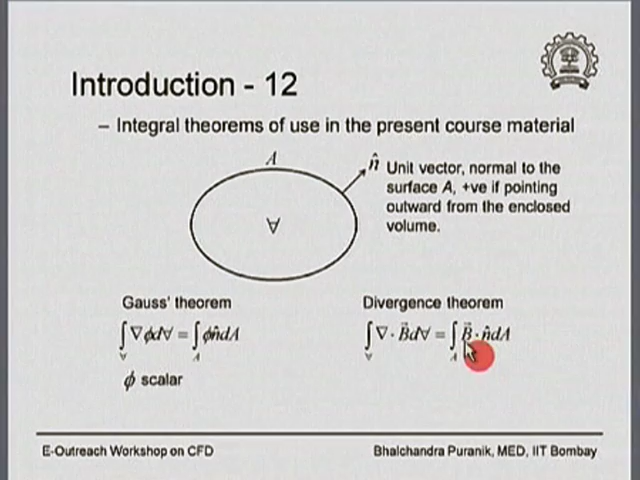 Introduction - 12
– Integral theorems of use in the present course material
A
n̂
Unit vector, normal to the
surface A, +ve if pointing
outward from the enclosed
volume.
∀
Gauss' theorem
∫_∀ ∇ϕd∀ = ∫_A ϕn̂dA
ϕ scalar
Divergence theorem
∫_∀ ∇ · B⃗d∀ = ∫_A B⃗ · n̂dA
E-Outreach Workshop on CFD
Bhalchandra Puranik, MED, IIT Bombay